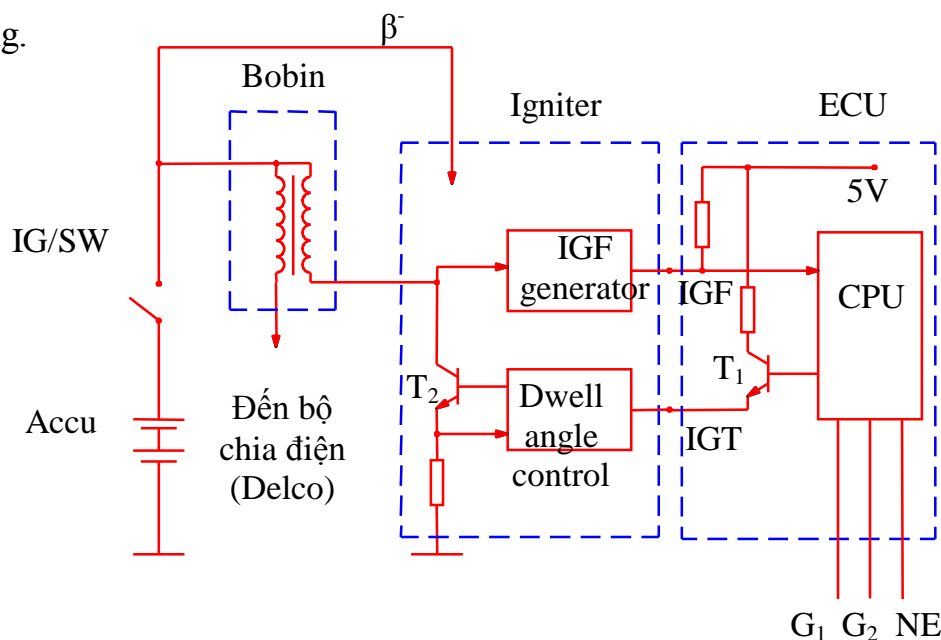 g.
β⁻
Bobin
Igniter
ECU
5V
IG/SW
IGF
generator
IGF
CPU
T₂
T₁
Accu
Đến bộ
chia điện
(Delco)
Dwell
angle
control
IGT
G₁ G₂ NE